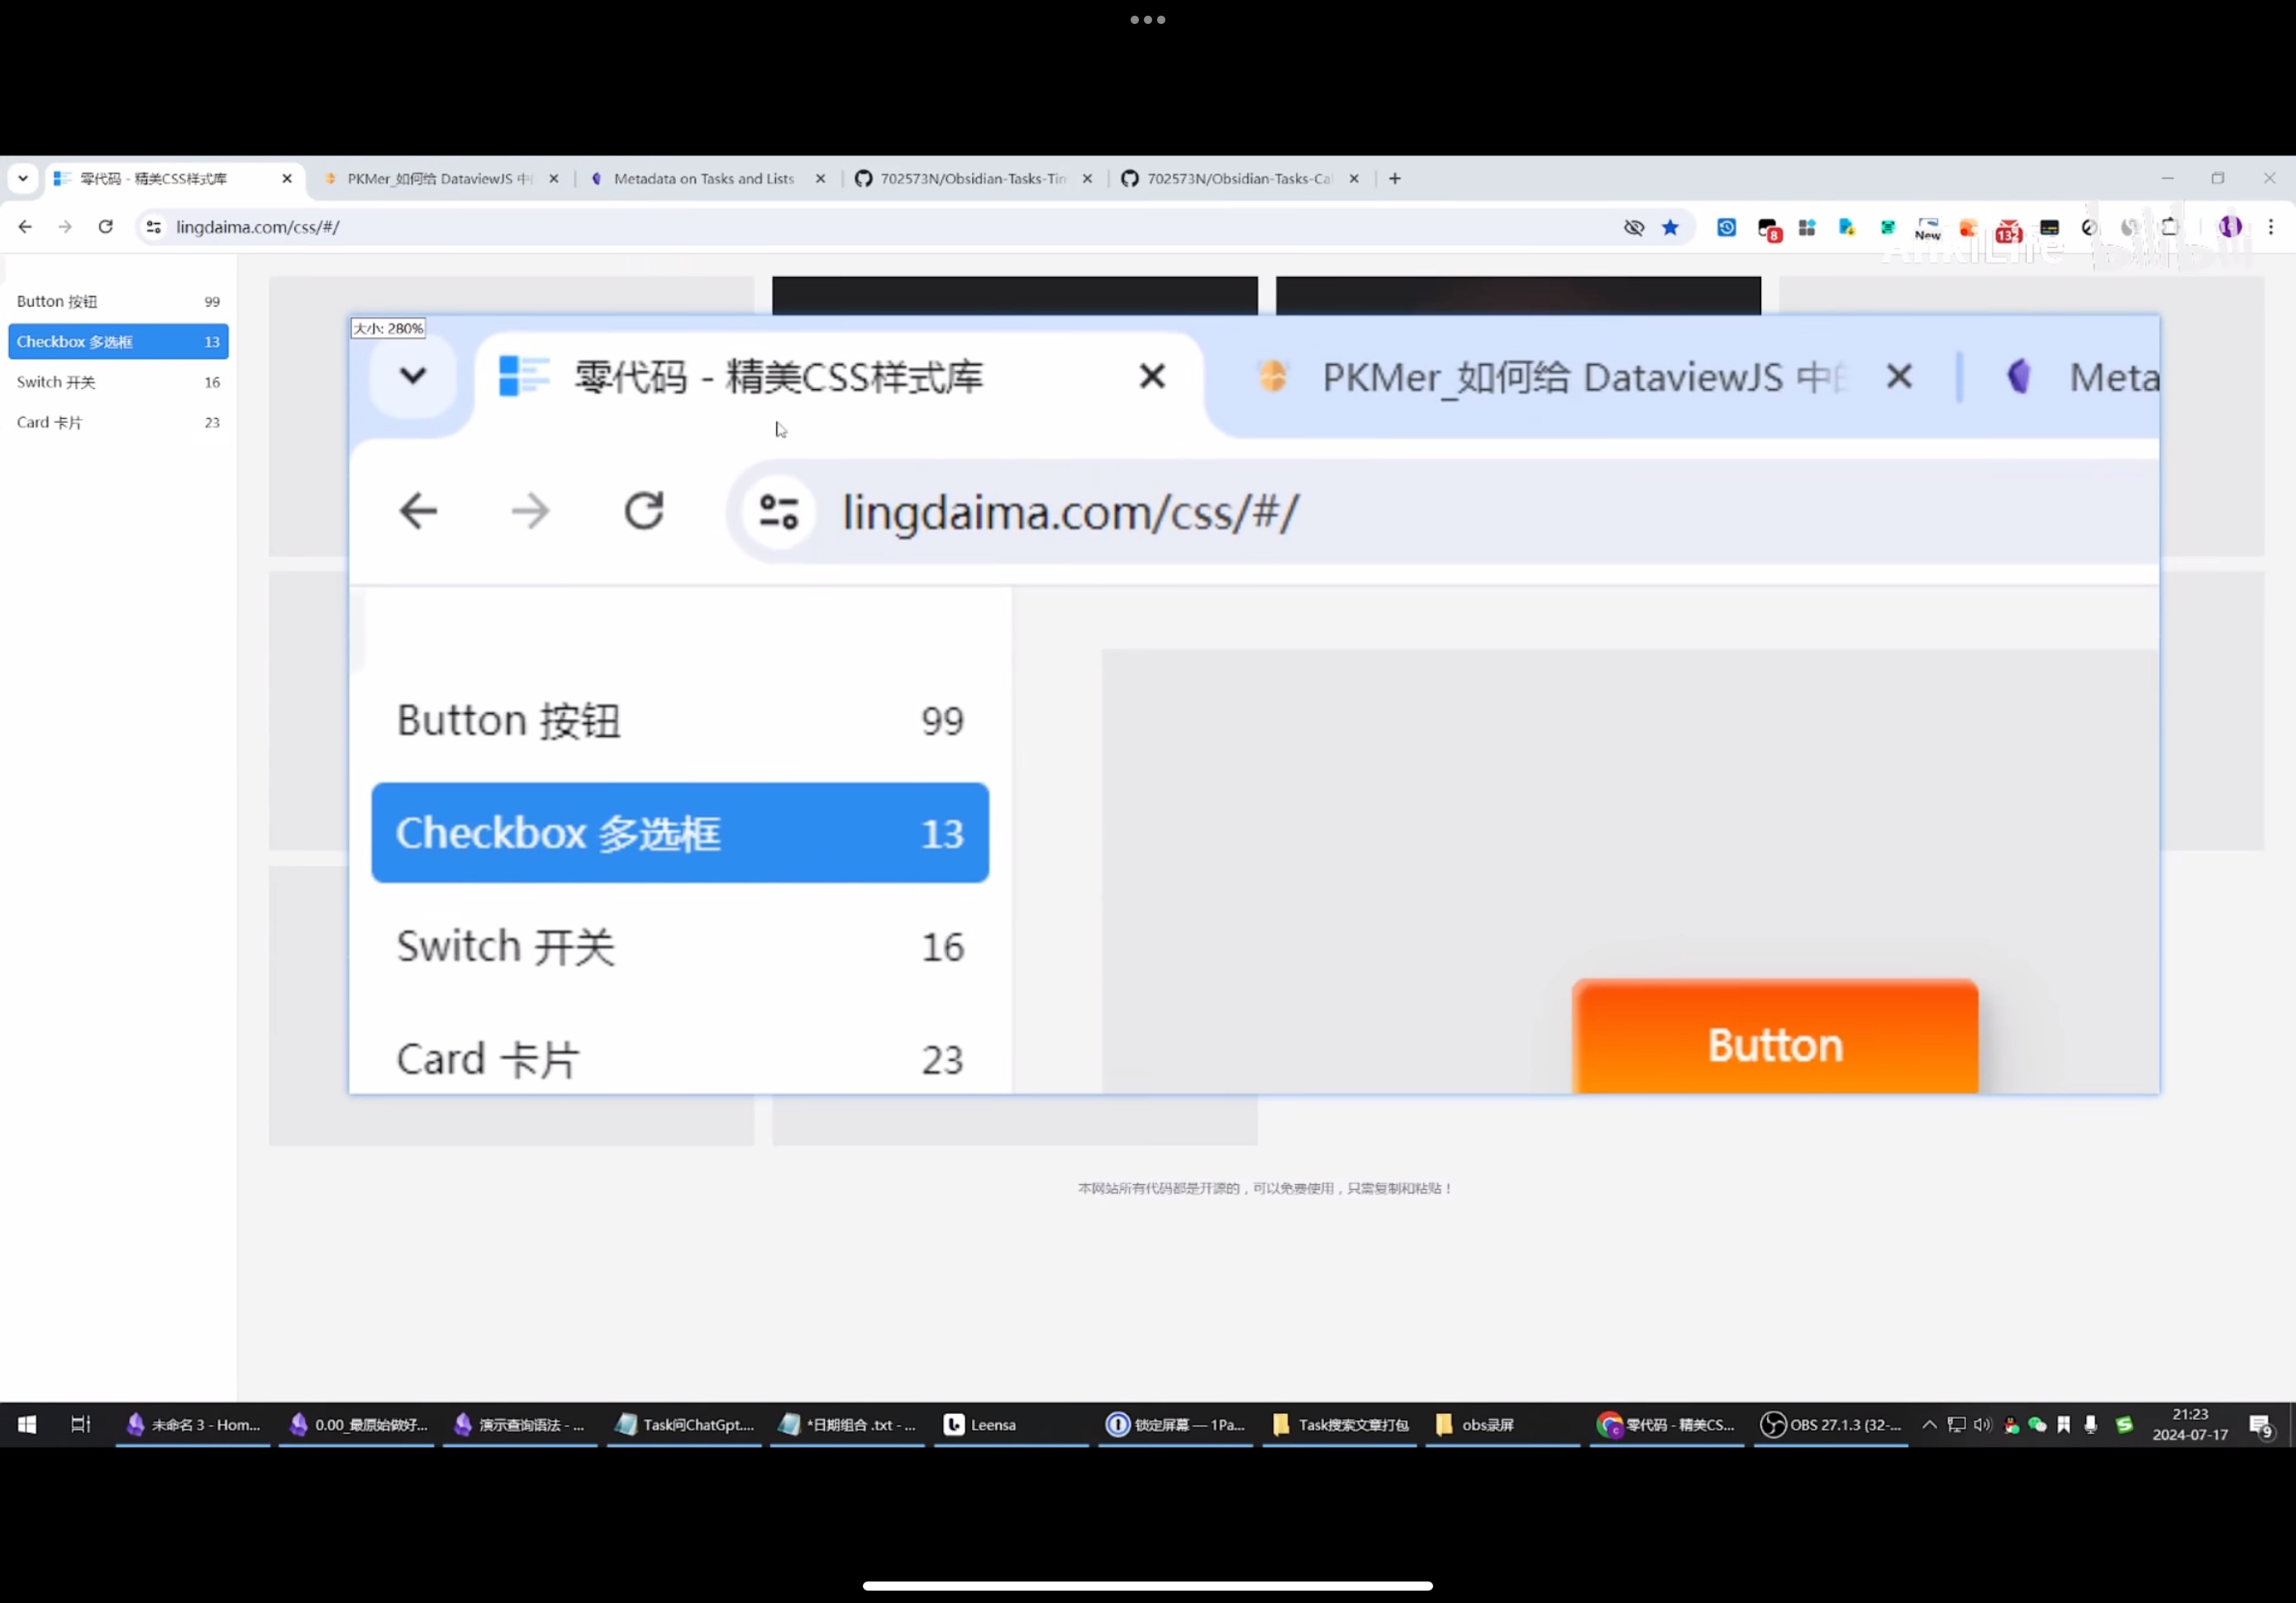 零代码 - 精美CSS样式库
PKMer_如何给 DataviewJS 中
Metadata on Tasks and Lists
702573N/Obsidian-Tasks-Tin
702573N/Obsidian-Tasks-Cal
lingdaima.com/css/#/
8
New
132
AnkiLife
bilibili
Button 按钮 99
Checkbox 多选框 13
Switch 开关 16
Card 卡片 23
大小: 280%
零代码 - 精美CSS样式库
PKMer_如何给 DataviewJS 中
Meta
lingdaima.com/css/#/
Button 按钮 99
Checkbox 多选框 13
Switch 开关 16
Card 卡片 23
Button
本网站所有代码都是开源的，可以免费使用，只需复制和粘贴！
未命名 3 - Hom...
0.00_最原始做好...
演示查询语法 - ...
Task问ChatGpt....
*日期组合 .txt - ...
Leensa
锁定屏幕 — 1Pa...
Task搜索文章打包
obs录屏
零代码 - 精美CS...
OBS 27.1.3 (32-...
21:23
2024-07-17
9